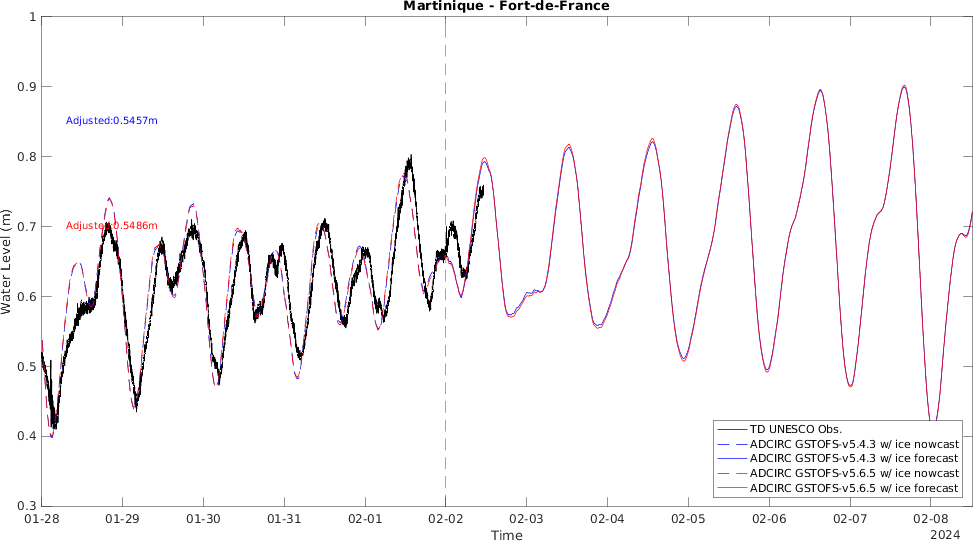 Martinique - Fort-de-France
1
0.9
0.8
0.7
0.6
0.5
0.4
0.3
Water Level (m)
Adjusted:0.5457m
Adjusted:0.5486m
TD UNESCO Obs.
ADCIRC GSTOFS-v5.4.3 w/ ice nowcast
ADCIRC GSTOFS-v5.4.3 w/ ice forecast
ADCIRC GSTOFS-v5.6.5 w/ ice nowcast
ADCIRC GSTOFS-v5.6.5 w/ ice forecast
01-28 01-29 01-30 01-31 02-01 02-02 02-03 02-04 02-05 02-06 02-07 02-08
Time
2024